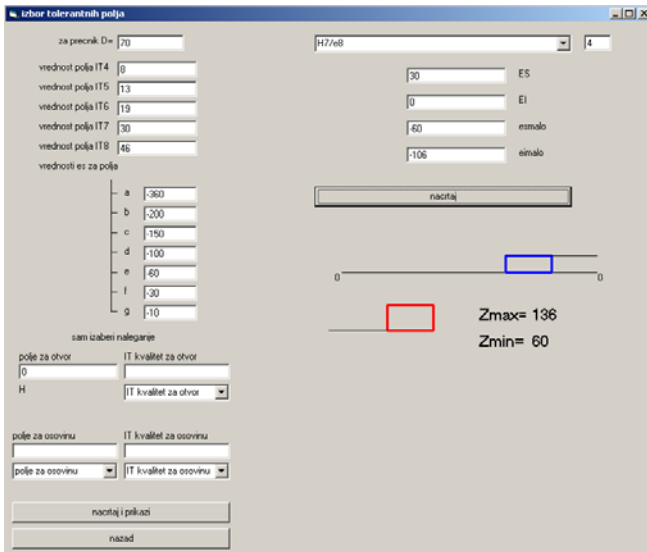 izbor tolerantnih polja
za precnik D= 70
vrednost polja IT4 8
vrednost polja IT5 13
vrednost polja IT6 19
vrednost polja IT7 30
vrednost polja IT8 46
vrednosti es za polja
a -360
b -200
c -150
d -100
e -60
f -30
g -10
sam izaberi naleganje
polje za otvor IT kvalitet za otvor
0
H IT kvalitet za otvor
polje za osovinu IT kvalitet za osovinu
polje za osovinu IT kvalitet za osovinu
nacrtaj i prikazi
nazad
H7/e8 4
30 ES
0 EI
-60 esmalo
-106 eimalo
nacrtaj
0 0
Zmax= 136
Zmin= 60